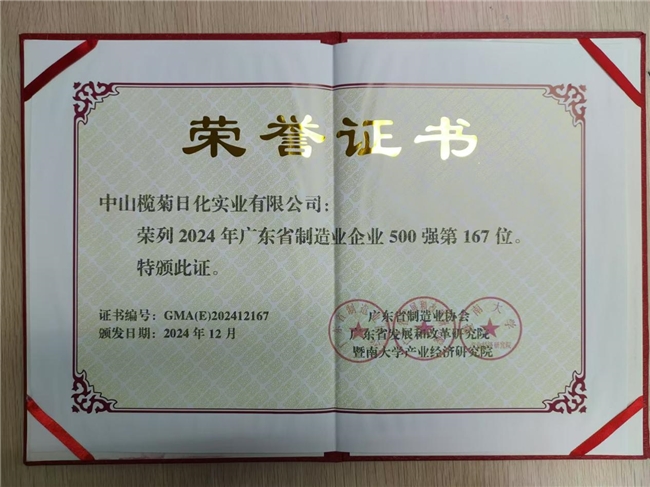 荣誉证书
中山榄菊日化实业有限公司：
荣列 2024 年广东省制造业企业 500 强第 167 位。
特颁此证。
证书编号：GMA(E)202412167
颁发日期：2024 年 12 月
广东省制造业协会
广东省发展和改革研究院
暨南大学产业经济研究院